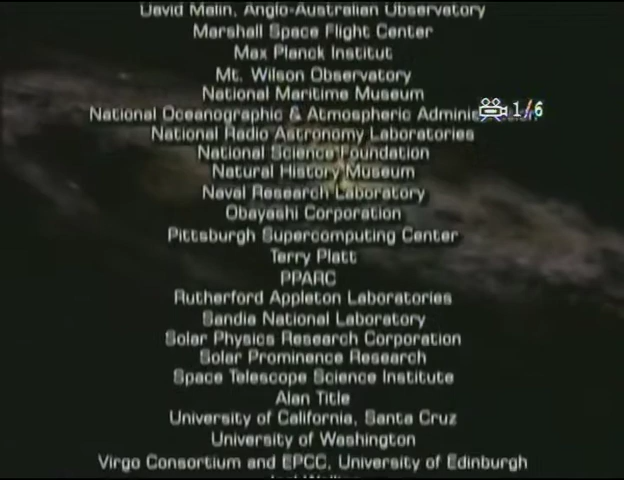 David Malin, Anglo-Australian Observatory
Marshall Space Flight Center
Max Planck Institut
Mt. Wilson Observatory
National Maritime Museum
National Oceanographic & Atmospheric
1/6
National Radio Astronomy Laboratories
National Science Foundation
Natural History Museum
Naval Research Laboratory
Obayashi Corporation
Pittsburgh Supercomputing Center
Terry Platt
PPARC
Rutherford Appleton Laboratories
Sandia National Laboratory
Solar Physics Research Corporation
Solar Prominence Research
Space Telescope Science Institute
Alan Title
University of California, Santa Cruz
University of Washington
Virgo Consortium and EPCC, University of Edinburgh